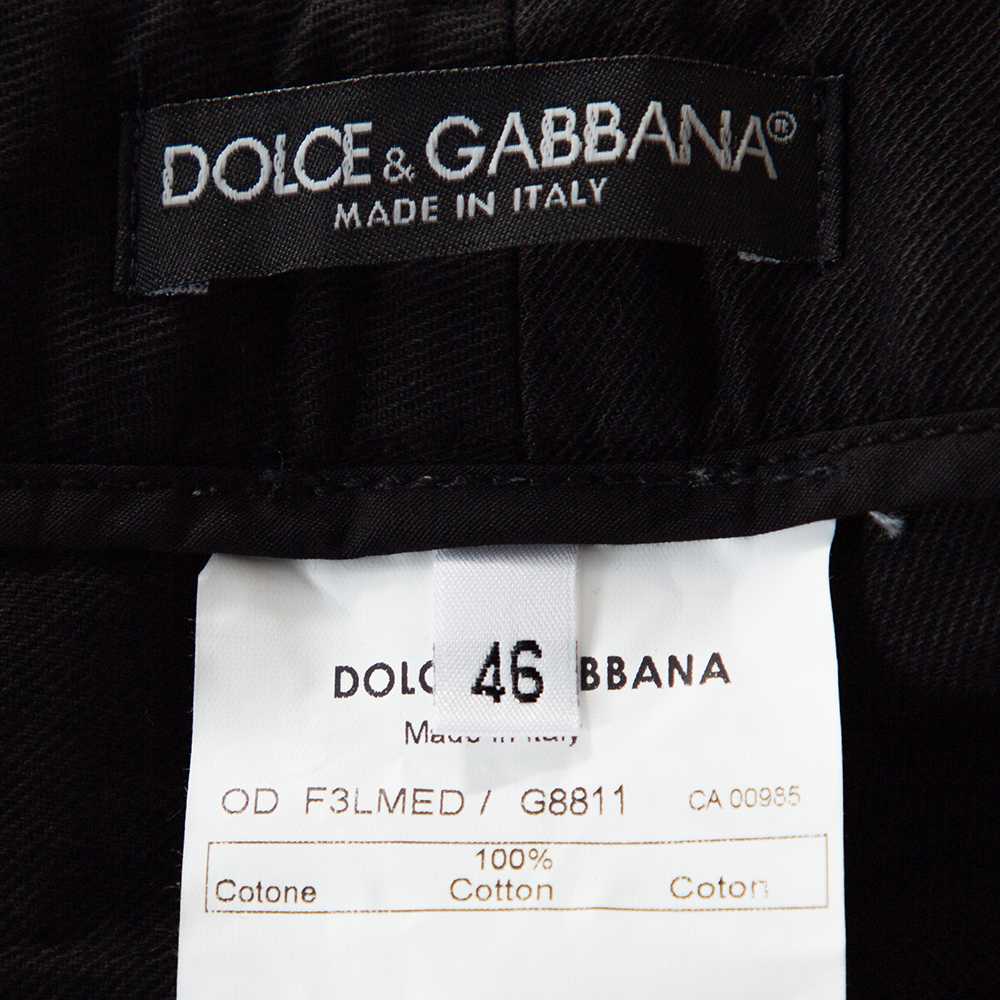 DOLCE & GABBANA®
MADE IN ITALY
46
DOLC BBANA
Made in Italy
OD F3LMED / G8811 CA 00985
100%
Cotone Cotton Coton